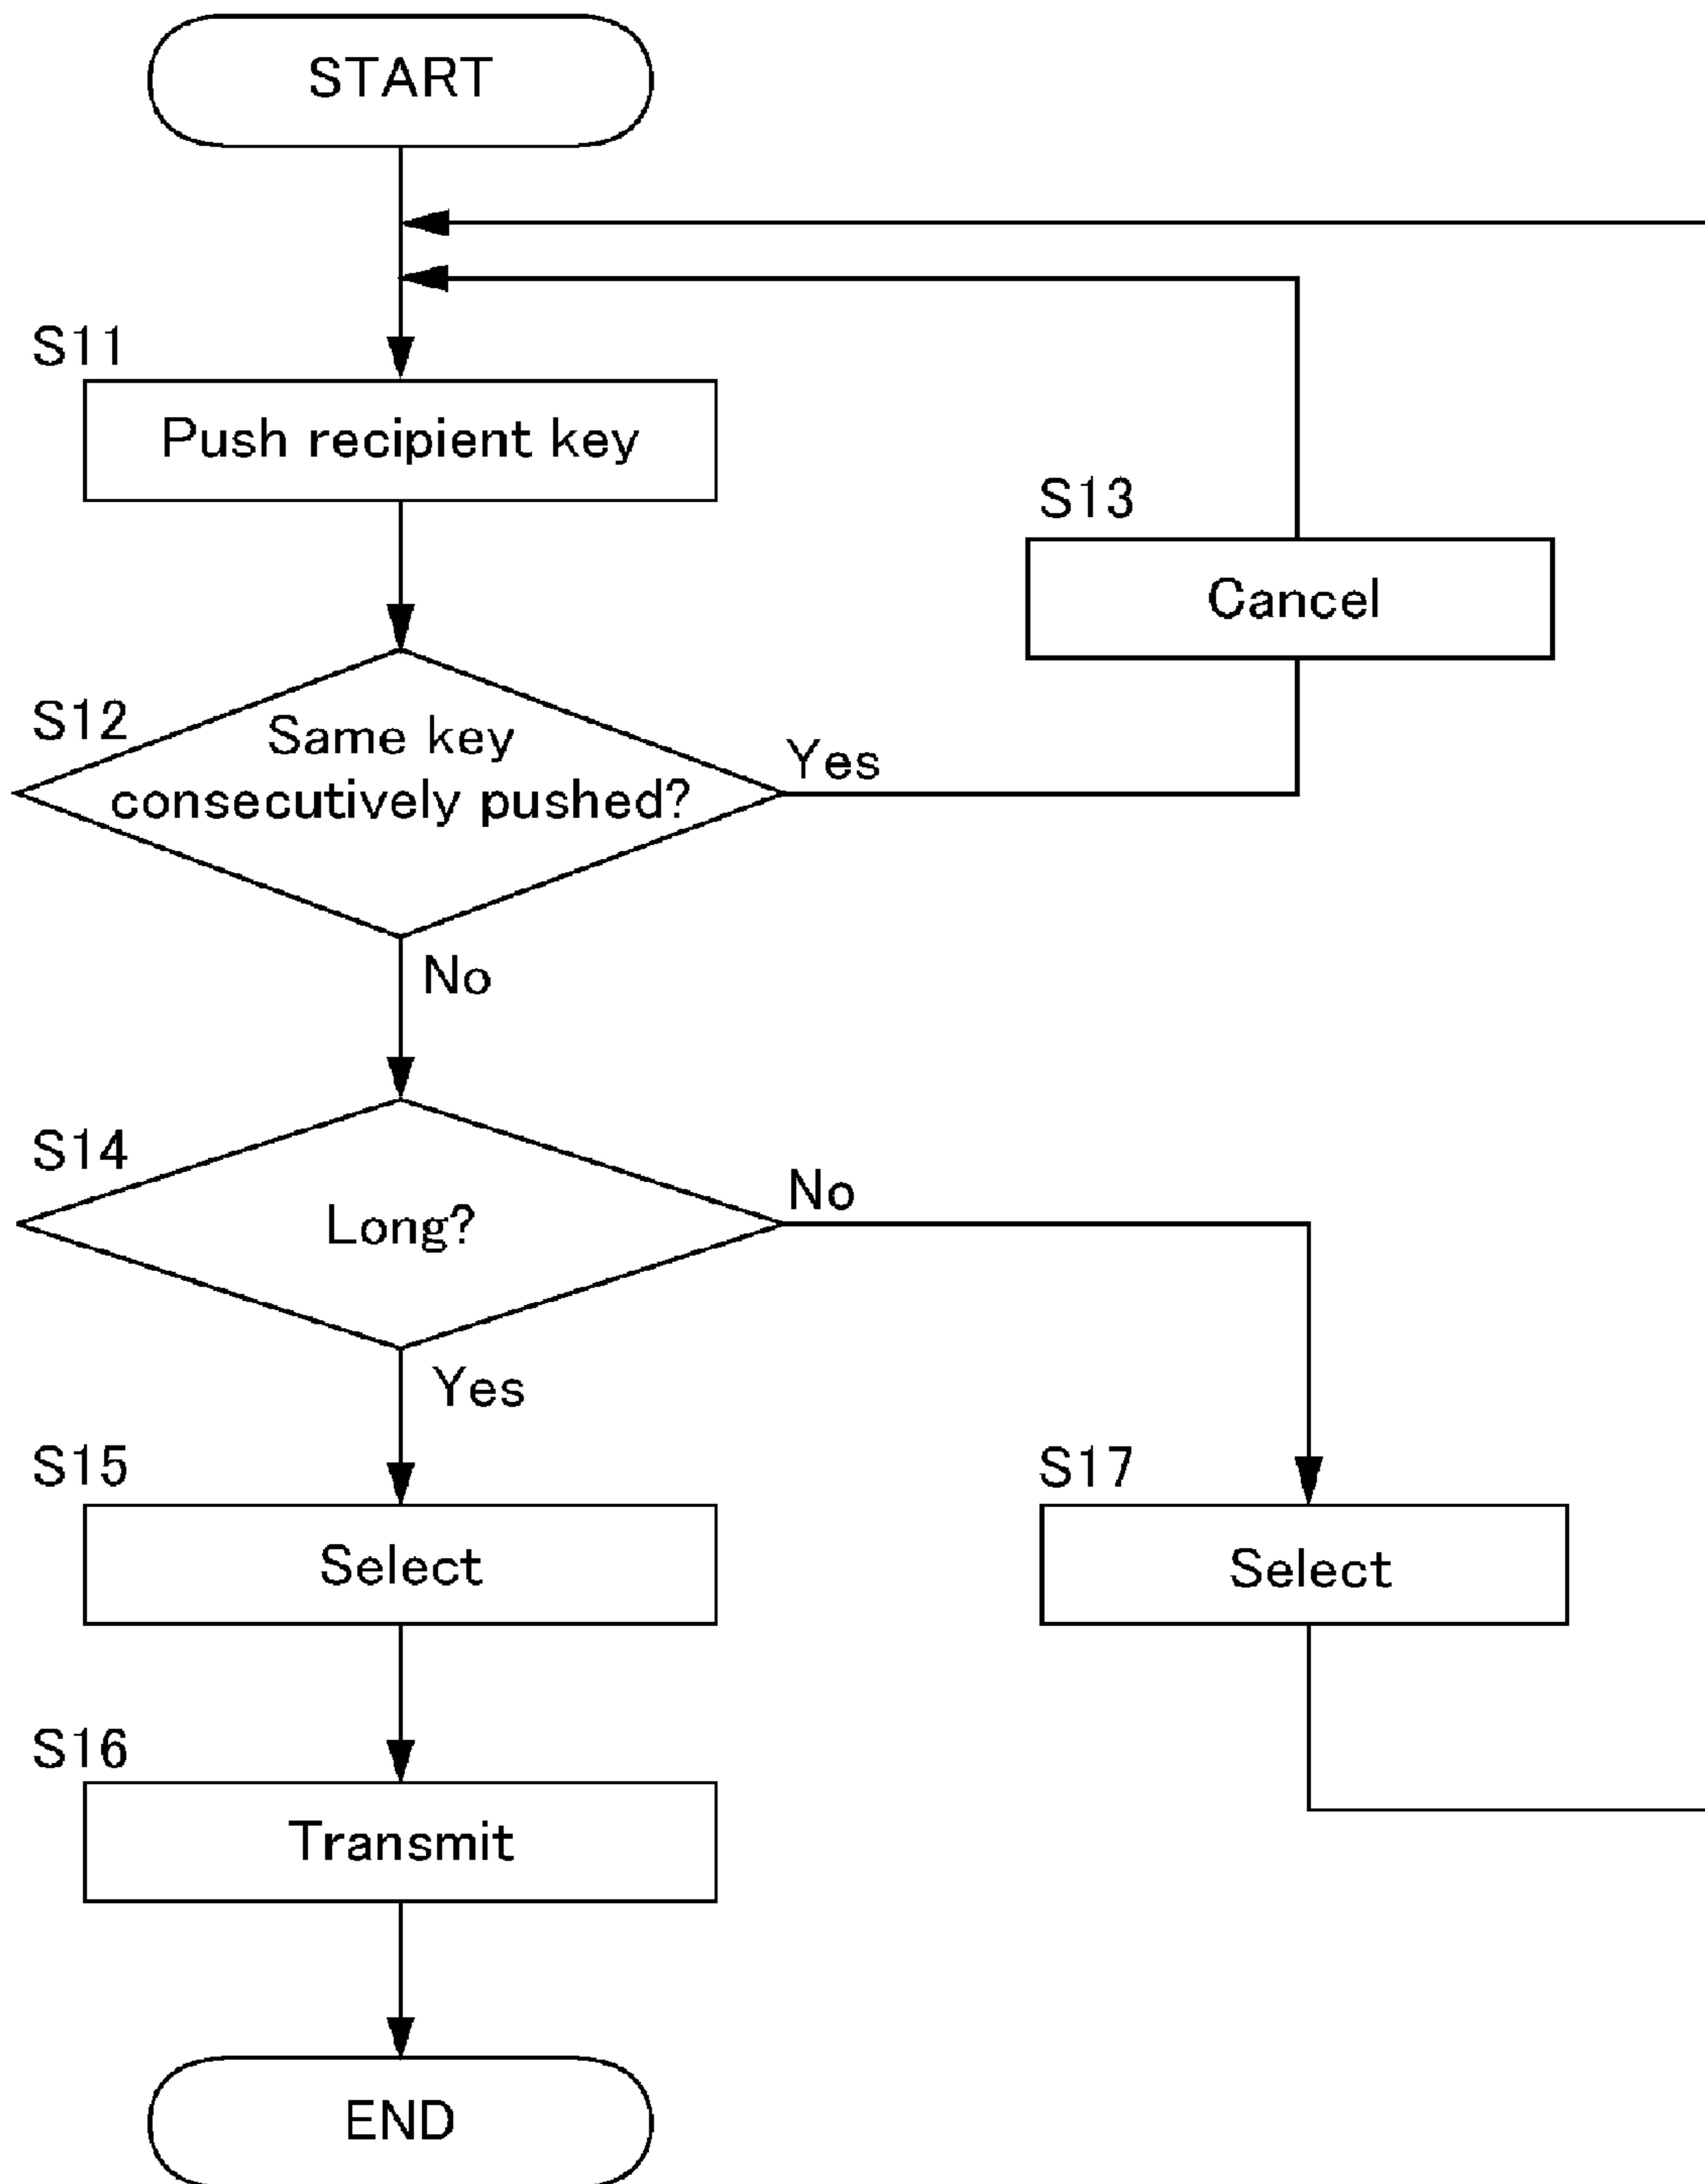 START
S11
Push recipient key
S13
Cancel
S12
Same key
consecutively pushed?
Yes
No
S14
Long?
No
Yes
S15
Select
S17
Select
S16
Transmit
END